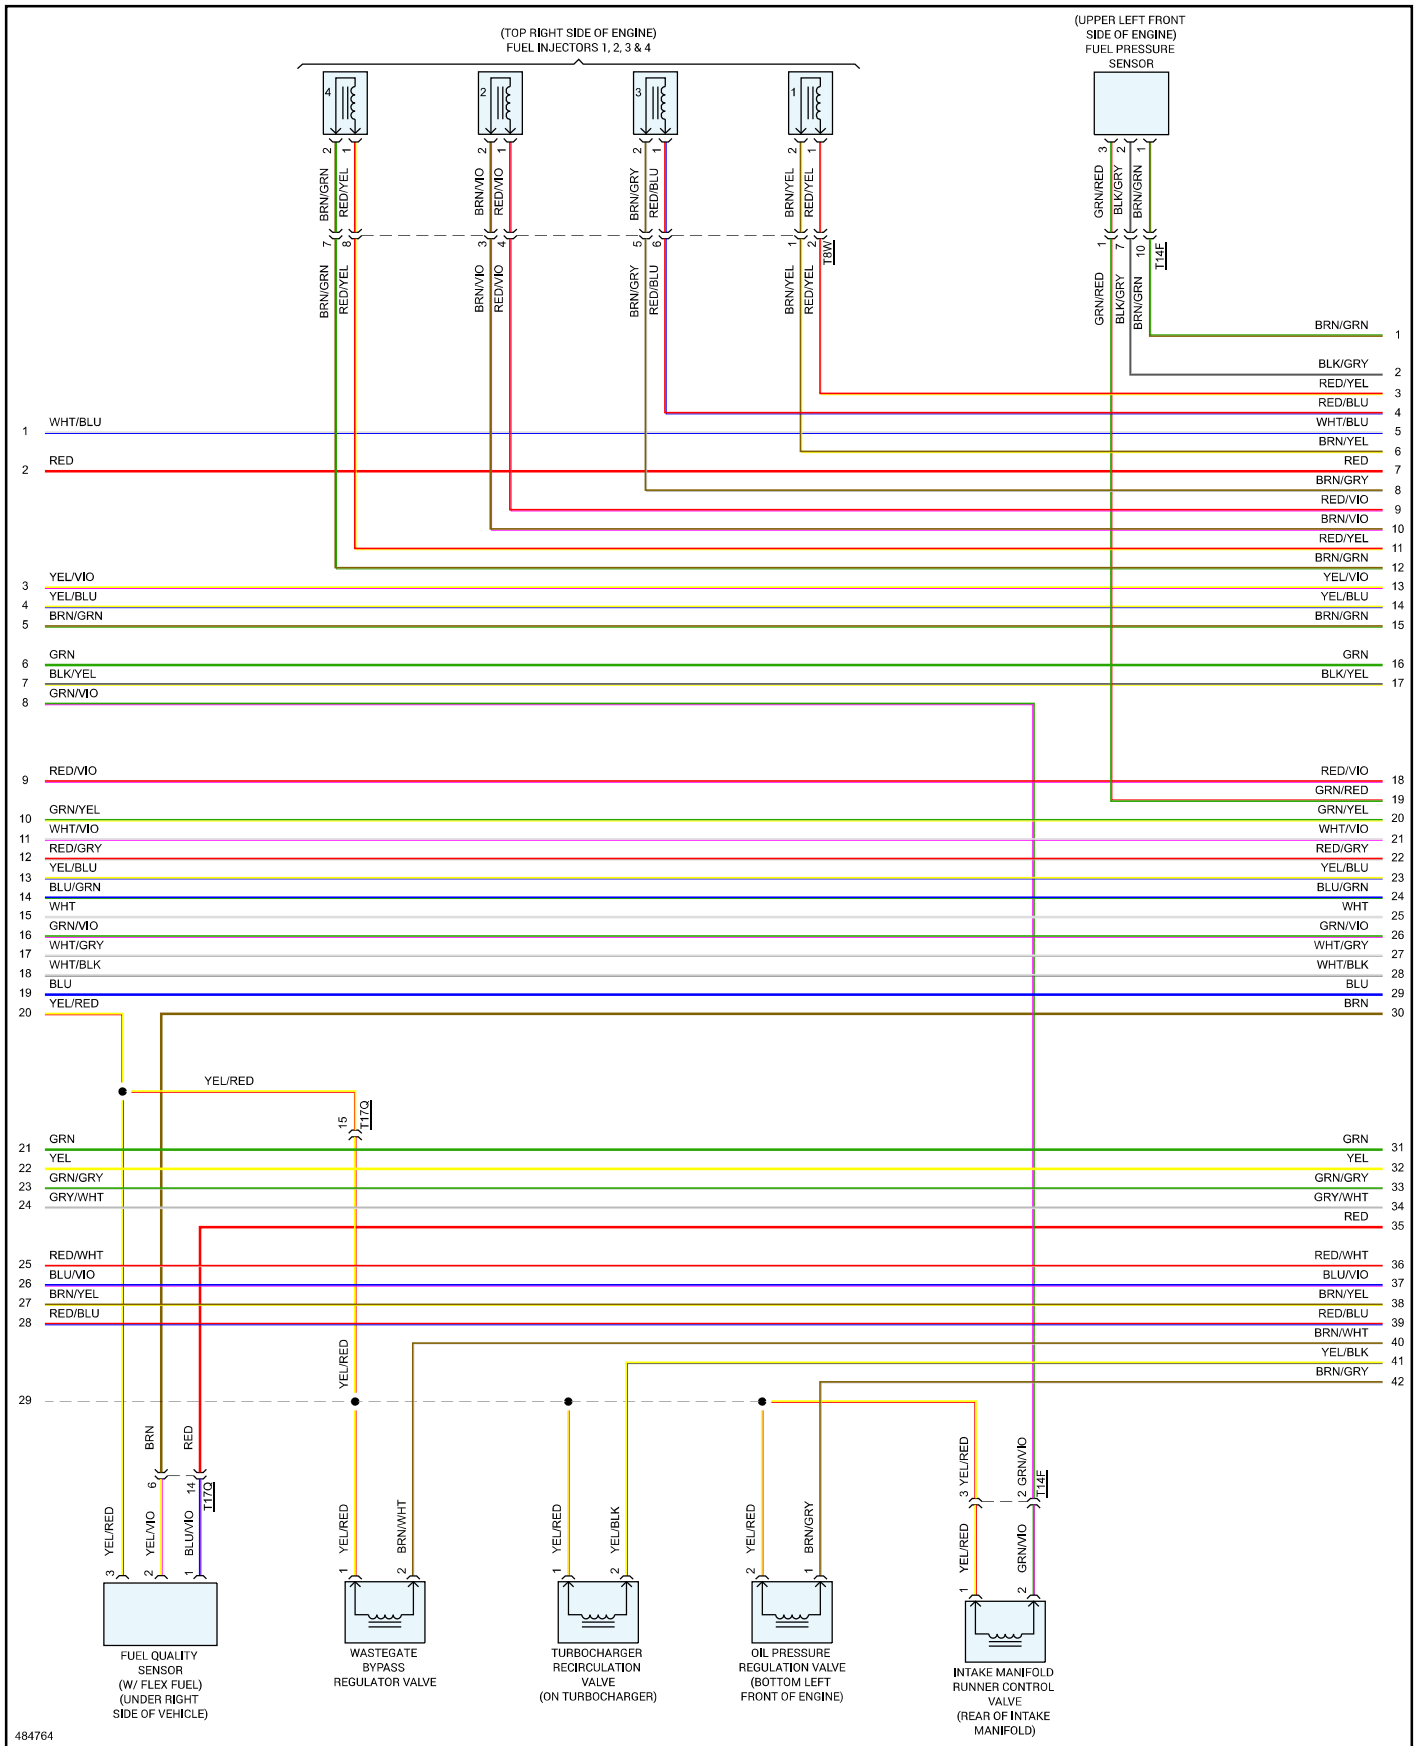 (TOP RIGHT SIDE OF ENGINE)
FUEL INJECTORS 1, 2, 3 & 4
(UPPER LEFT FRONT
SIDE OF ENGINE)
FUEL PRESSURE
SENSOR
4
2
3
1
2
1
2
1
2
1
2
1
3
2
1
BRN/GRN
RED/YEL
BRN/VIO
RED/VIO
BRN/GRY
RED/BLU
BRN/YEL
RED/YEL
GRN/RED
BLK/GRY
BRN/GRN
7
8
3
4
5
6
1
2
T8W
1
7
10
T14F
BRN/GRN
RED/YEL
BRN/VIO
RED/VIO
BRN/GRY
RED/BLU
BRN/YEL
RED/YEL
GRN/RED
BLK/GRY
BRN/GRN
BRN/GRN 1
BLK/GRY 2
RED/YEL 3
RED/BLU 4
1 WHT/BLU WHT/BLU 5
BRN/YEL 6
2 RED RED 7
BRN/GRY 8
RED/VIO 9
BRN/VIO 10
RED/YEL 11
BRN/GRN 12
3 YEL/VIO YEL/VIO 13
4 YEL/BLU YEL/BLU 14
5 BRN/GRN BRN/GRN 15
6 GRN GRN 16
7 BLK/YEL BLK/YEL 17
8 GRN/VIO
9 RED/VIO RED/VIO 18
GRN/RED 19
10 GRN/YEL GRN/YEL 20
11 WHT/VIO WHT/VIO 21
12 RED/GRY RED/GRY 22
13 YEL/BLU YEL/BLU 23
14 BLU/GRN BLU/GRN 24
15 WHT WHT 25
16 GRN/VIO GRN/VIO 26
17 WHT/GRY WHT/GRY 27
18 WHT/BLK WHT/BLK 28
19 BLU BLU 29
20 YEL/RED BRN 30
YEL/RED
15
T17Q
21 GRN GRN 31
22 YEL YEL 32
23 GRN/GRY GRN/GRY 33
24 GRY/WHT GRY/WHT 34
RED 35
25 RED/WHT RED/WHT 36
26 BLU/VIO BLU/VIO 37
27 BRN/YEL BRN/YEL 38
28 RED/BLU RED/BLU 39
BRN/WHT 40
YEL/BLK 41
BRN/GRY 42
YEL/RED
29
BRN
RED
6
14
T17Q
YEL/RED
GRN/VIO
3
2
T14F
YEL/RED
YEL/VIO
BLU/VIO
YEL/RED
BRN/WHT
YEL/RED
YEL/BLK
YEL/RED
BRN/GRY
YEL/RED
GRN/VIO
3
2
1
1
2
1
2
2
1
1
2
FUEL QUALITY
SENSOR
(W/ FLEX FUEL)
(UNDER RIGHT
SIDE OF VEHICLE)
WASTEGATE
BYPASS
REGULATOR VALVE
TURBOCHARGER
RECIRCULATION
VALVE
(ON TURBOCHARGER)
OIL PRESSURE
REGULATION VALVE
(BOTTOM LEFT
FRONT OF ENGINE)
INTAKE MANIFOLD
RUNNER CONTROL
VALVE
(REAR OF INTAKE
MANIFOLD)
484764